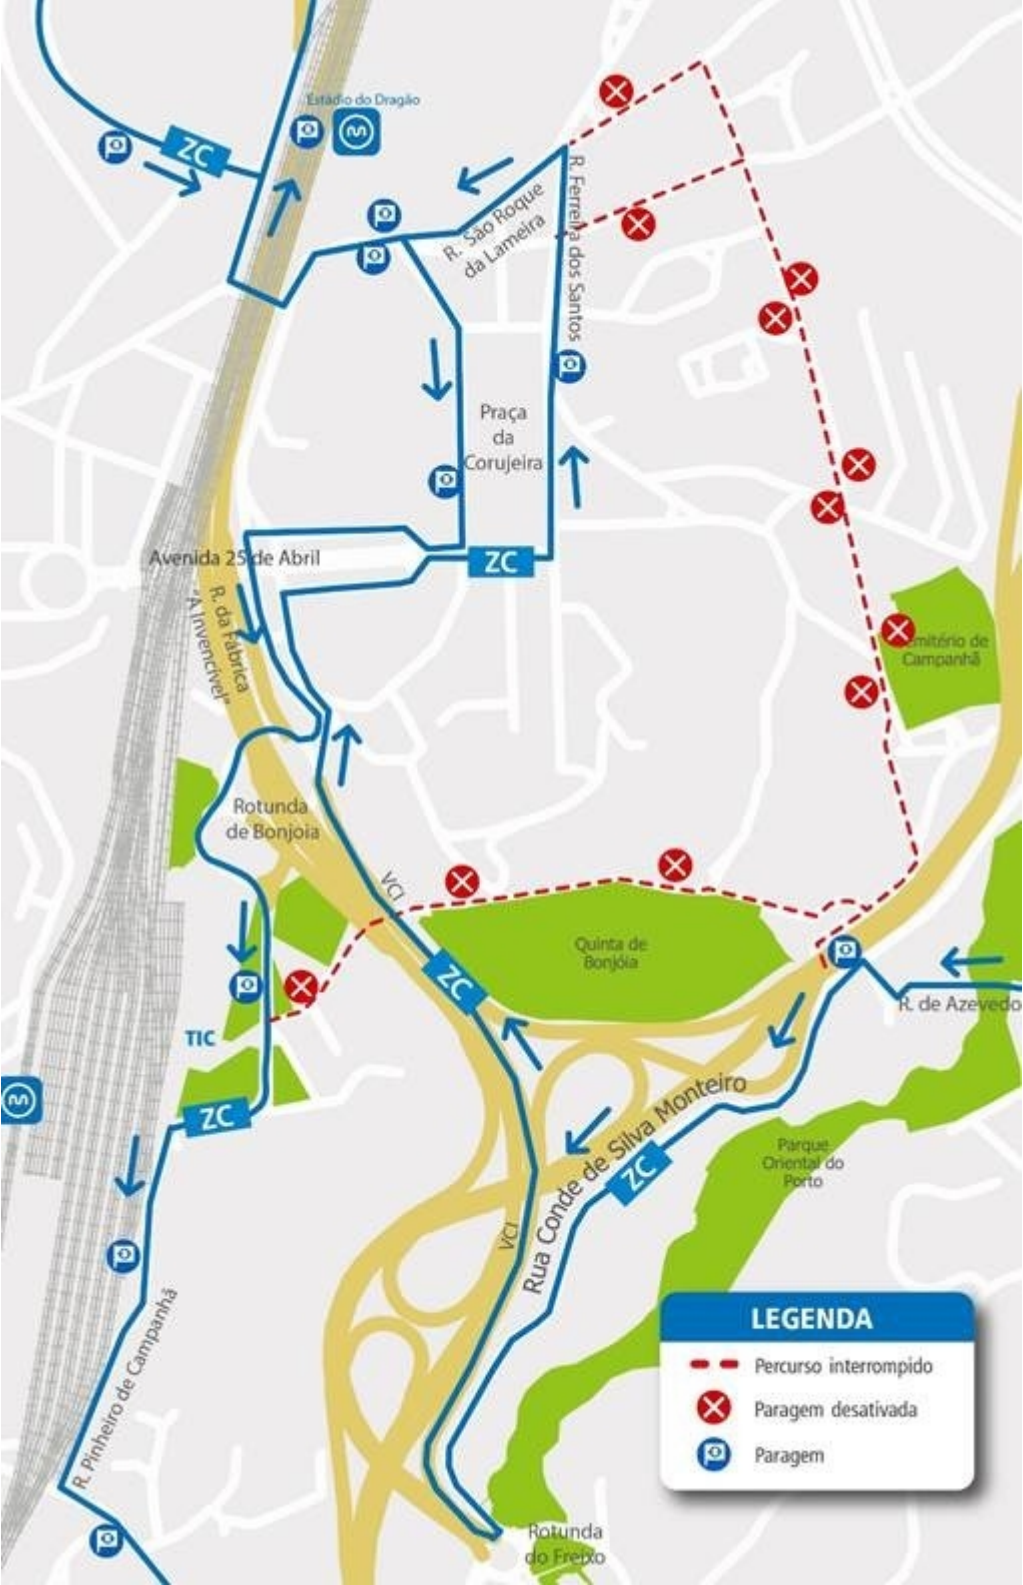 Estádio do Dragão
ZC
R. São Roque
da Lameira
R. Ferreira dos Santos
Praça
da
Corujeira
ZC
Avenida 25 de Abril
R. da Fábrica
"A Invencível"
Cemitério de
Campanhã
Rotunda
de Bonjoia
VCI
Quinta de
Bonjóia
ZC
R. de Azevedo
TIC
ZC
Rua Conde de Silva Monteiro
ZC
Parque
Oriental do
Porto
VCI
R. Pinheiro de Campanhã
LEGENDA
Percurso interrompido
Paragem desativada
Paragem
Rotunda
do Freixo